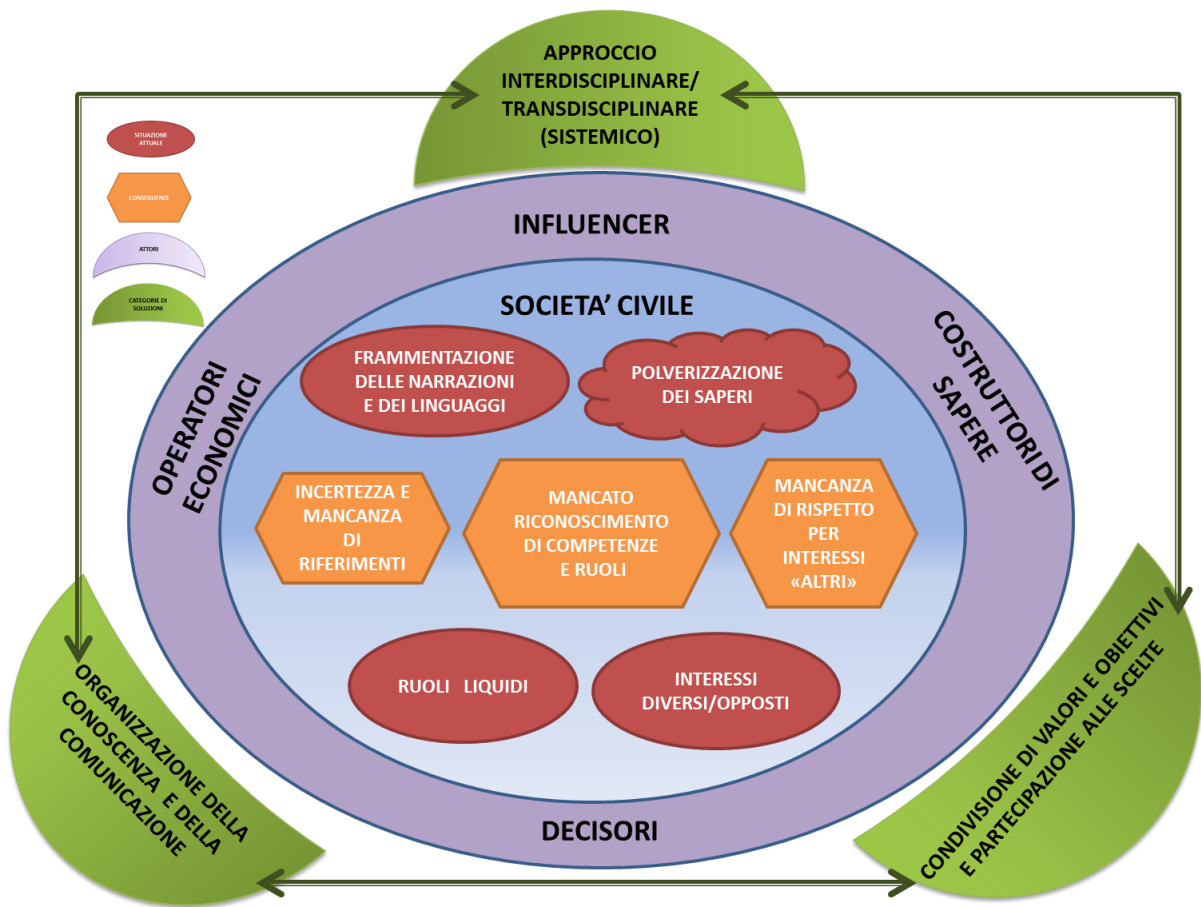 APPROCCIO
INTERDISCIPLINARE/
TRANSDISCIPLINARE
(SISTEMICO)
SITUAZIONE
ATTUALE
CONSEGUENZE
ATTORI
CATEGORIE DI
SOLUZIONI
INFLUENCER
SOCIETA’ CIVILE
OPERATORI
ECONOMICI
COSTRUTTORI DI
SAPERE
FRAMMENTAZIONE
DELLE NARRAZIONI
E DEI LINGUAGGI
POLVERIZZAZIONE
DEI SAPERI
INCERTEZZA E
MANCANZA
DI
RIFERIMENTI
MANCATO
RICONOSCIMENTO
DI COMPETENZE
E RUOLI
MANCANZA
DI RISPETTO
PER
INTERESSI
«ALTRI»
RUOLI LIQUIDI
INTERESSI
DIVERSI/OPPOSTI
DECISORI
ORGANIZZAZIONE DELLA
CONOSCENZA E DELLA
COMUNICAZIONE
CONDIVISIONE DI VALORI E OBIETTIVI
E PARTECIPAZIONE ALLE SCELTE